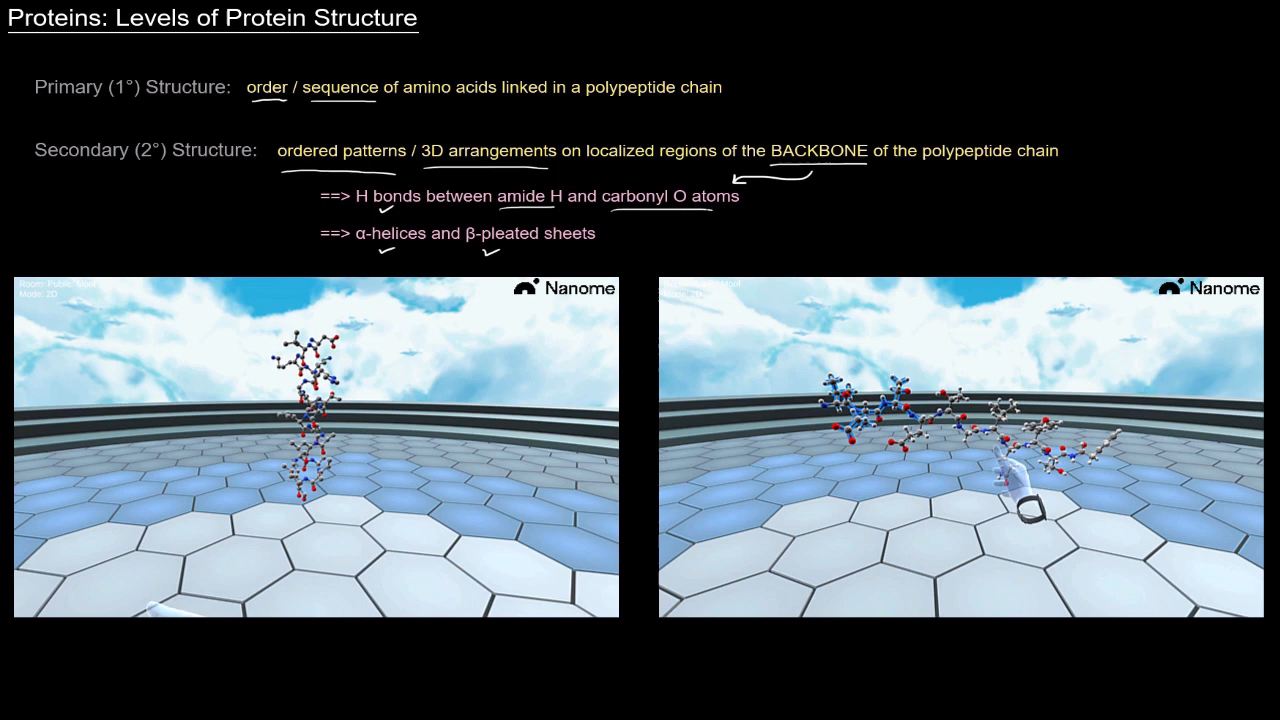 Proteins: Levels of Protein Structure
Primary (1°) Structure: order / sequence of amino acids linked in a polypeptide chain
Secondary (2°) Structure: ordered patterns / 3D arrangements on localized regions of the BACKBONE of the polypeptide chain
==> H bonds between amide H and carbonyl O atoms
==> α-helices and β-pleated sheets
Nanome
Nanome
Mode: 2D